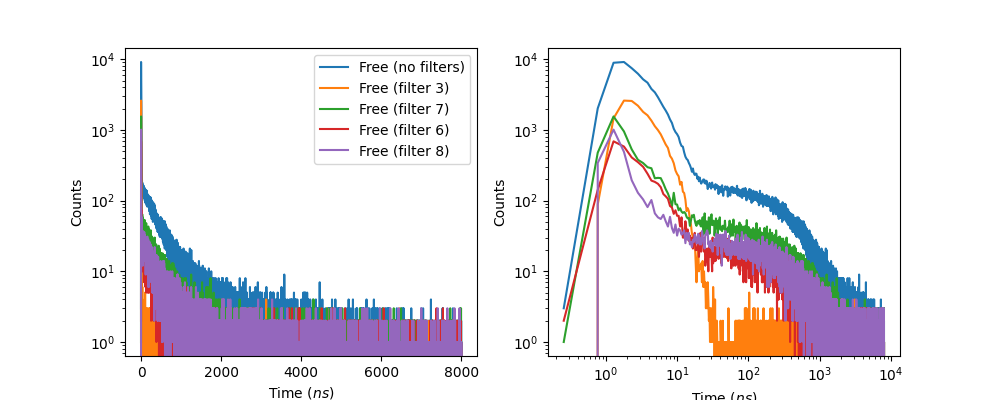 Counts
10⁴
10³
10²
10¹
10⁰
0
2000
4000
6000
8000
Time (ns)
Free (no filters)
Free (filter 3)
Free (filter 7)
Free (filter 6)
Free (filter 8)
Counts
10⁴
10³
10²
10¹
10⁰
10⁰
10¹
10²
10³
10⁴
Time (ns)